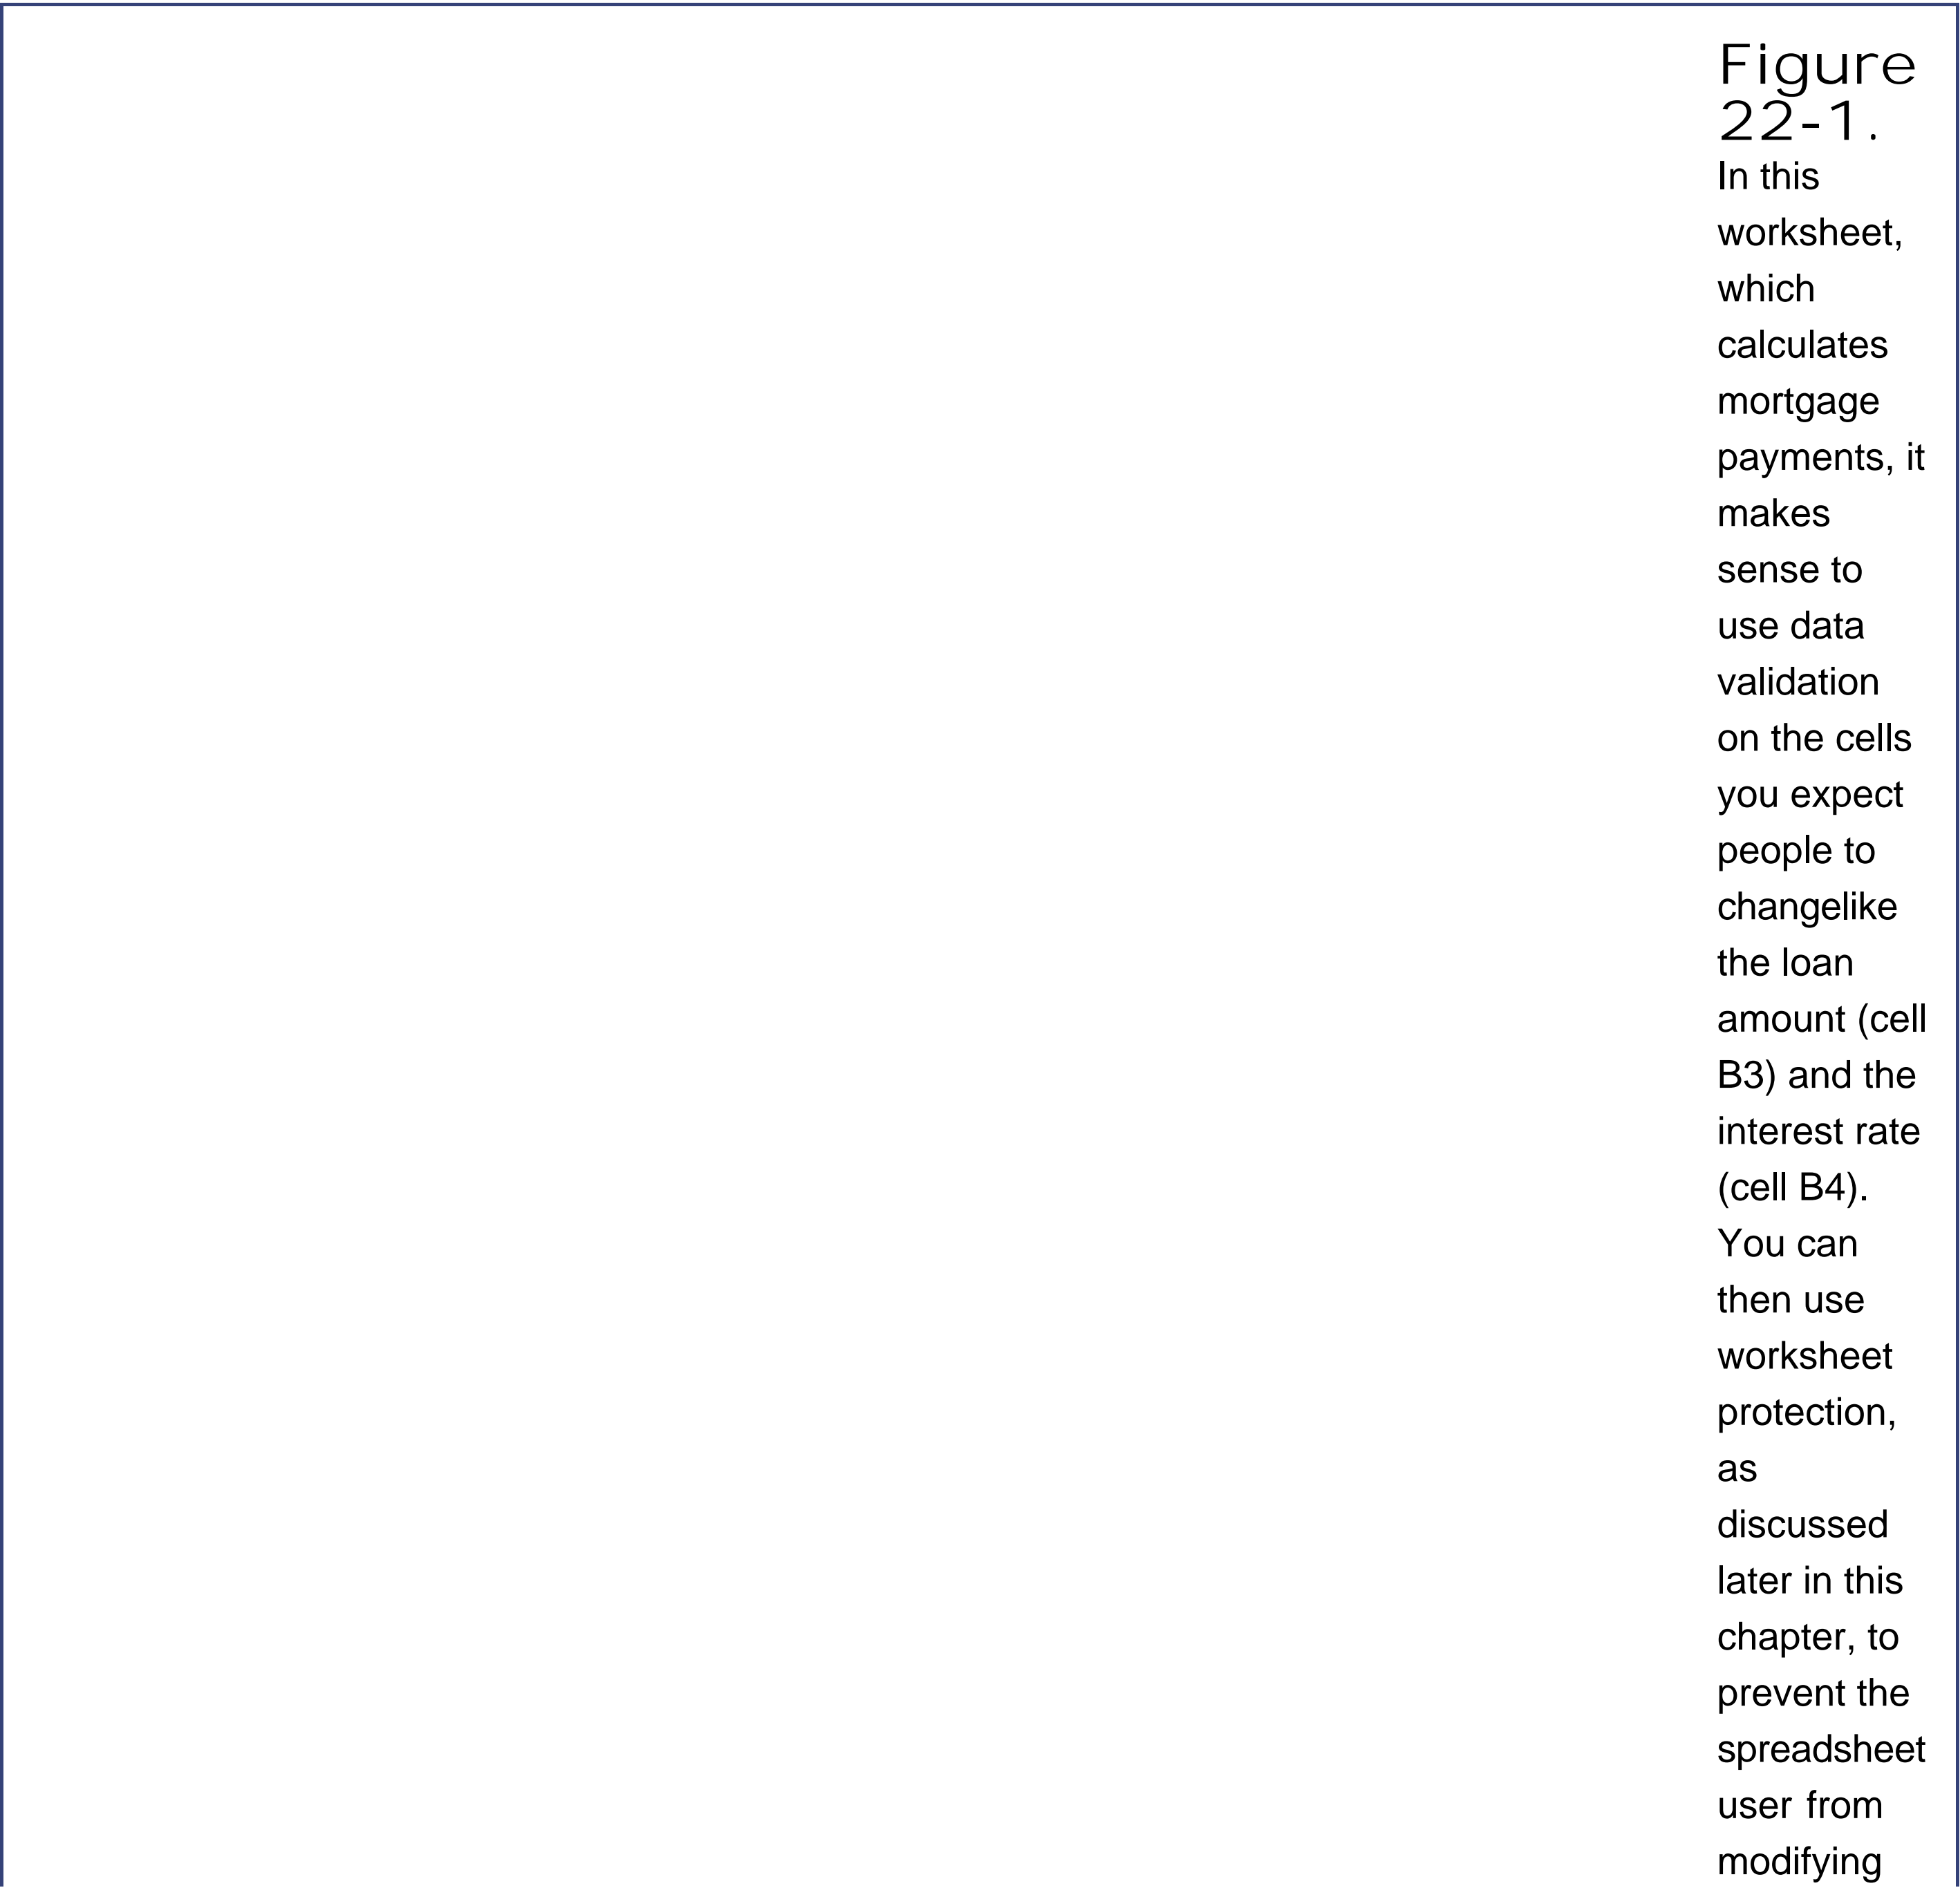 Figure
22-1.
In this
worksheet,
which
calculates
mortgage
payments, it
makes
sense to
use data
validation
on the cells
you expect
people to
changelike
the loan
amount (cell
B3) and the
interest rate
(cell B4).
You can
then use
worksheet
protection,
as
discussed
later in this
chapter, to
prevent the
spreadsheet
user from
modifying